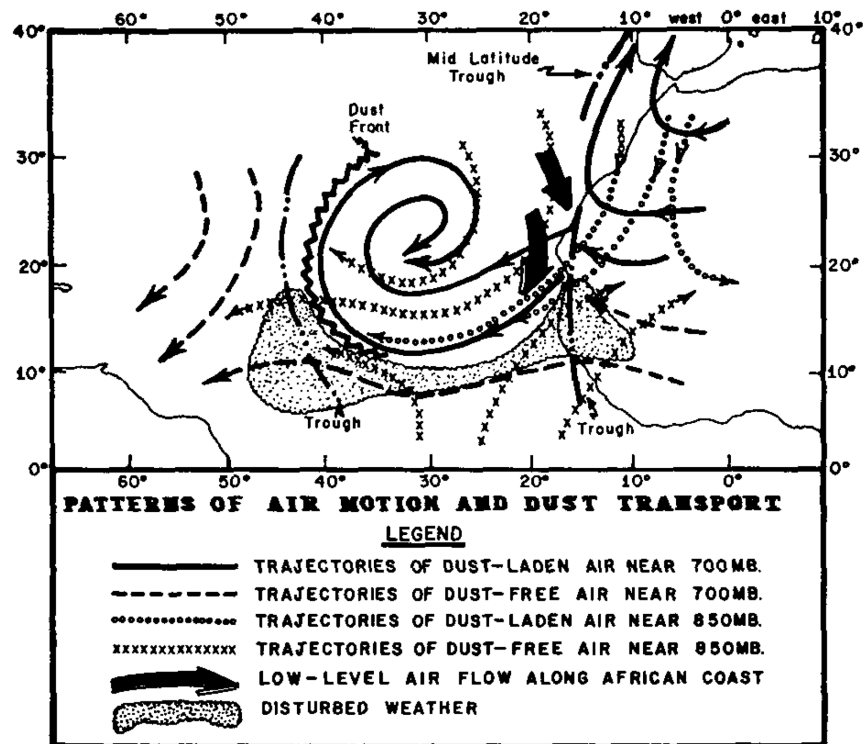 60° 50° 40° 30° 20° 10° west 0° east 10°
40° 40°
Mid Latitude
Trough
Dust
Front
30° 30°
20° 20°
10° 10°
Trough Trough
0° 0°
60° 50° 40° 30° 20° 10° 0° 10°
PATTERNS OF AIR MOTION AND DUST TRANSPORT
LEGEND
TRAJECTORIES OF DUST-LADEN AIR NEAR 700MB.
TRAJECTORIES OF DUST-FREE AIR NEAR 700MB.
TRAJECTORIES OF DUST-LADEN AIR NEAR 850MB.
TRAJECTORIES OF DUST-FREE AIR NEAR 850MB.
LOW-LEVEL AIR FLOW ALONG AFRICAN COAST
DISTURBED WEATHER